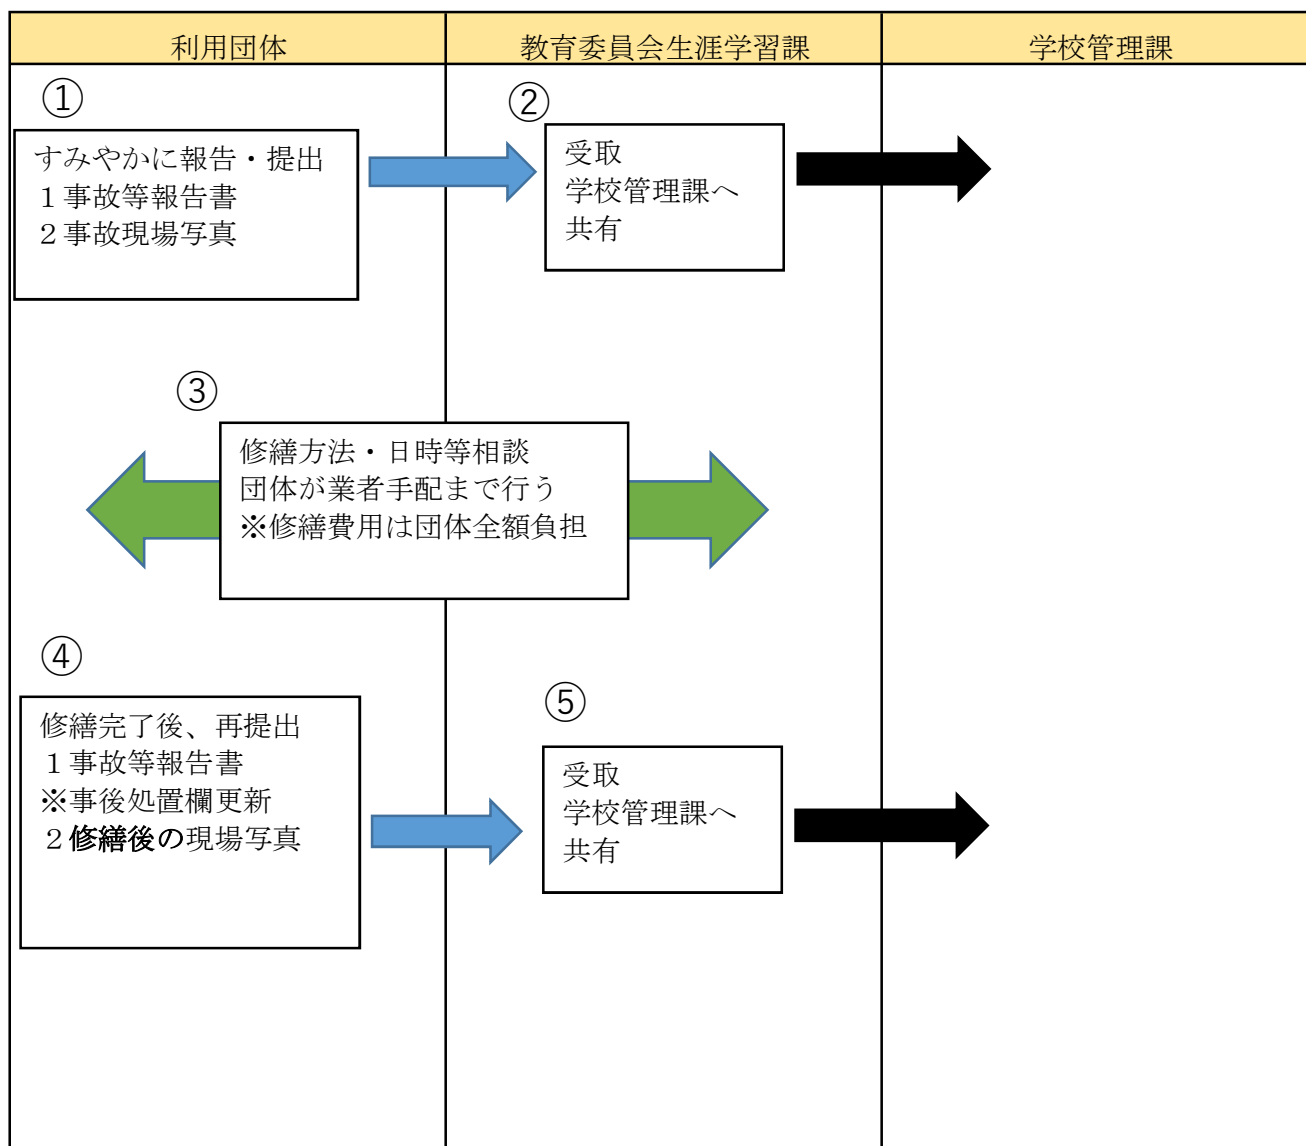 利用団体
教育委員会生涯学習課
学校管理課
①
すみやかに報告・提出
１事故等報告書
２事故現場写真
②
受取
学校管理課へ
共有
③
修繕方法・日時等相談
団体が業者手配まで行う
※修繕費用は団体全額負担
④
修繕完了後、再提出
１事故等報告書
※事後処置欄更新
２修繕後の現場写真
⑤
受取
学校管理課へ
共有